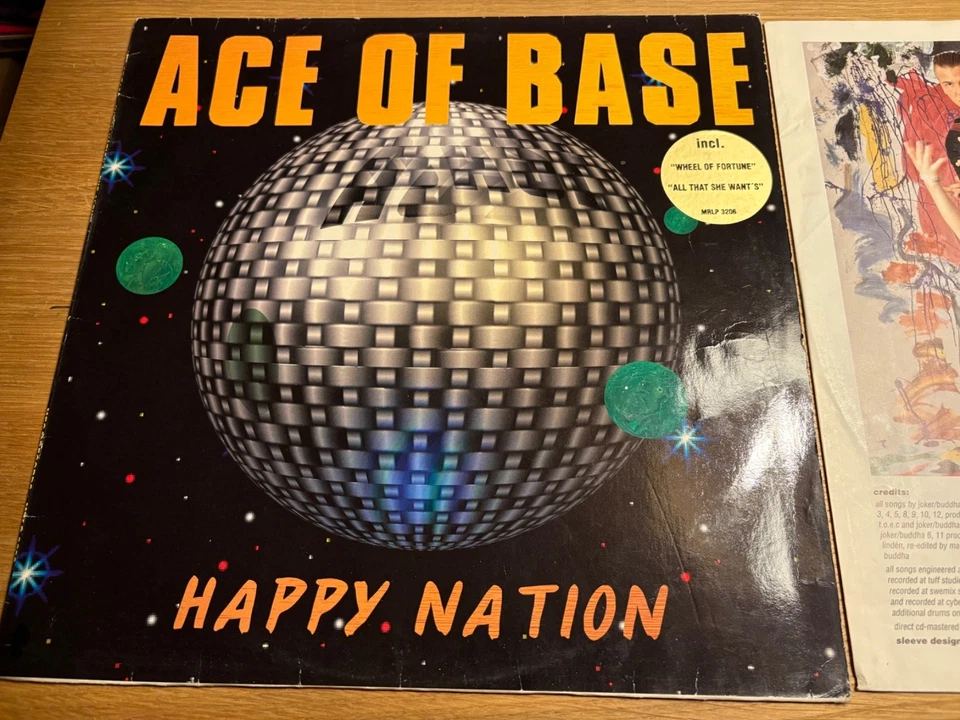 ACE OF BASE
incl.
"WHEEL OF FORTUNE"
"ALL THAT SHE WANT'S"
MRLP 3206
HAPPY NATION
credits:
all songs by joker/buddha
3, 4, 5, 8, 9, 10, 12, prod
t.o.e.c and joker/buddha
joker/buddha 6, 11 prod
lindén, re-edited by ma
buddha
all songs engineered a
recorded at tuff studio
recorded at swemix s
and recorded at cybe
additional drums on
direct cd-mastered
sleeve design